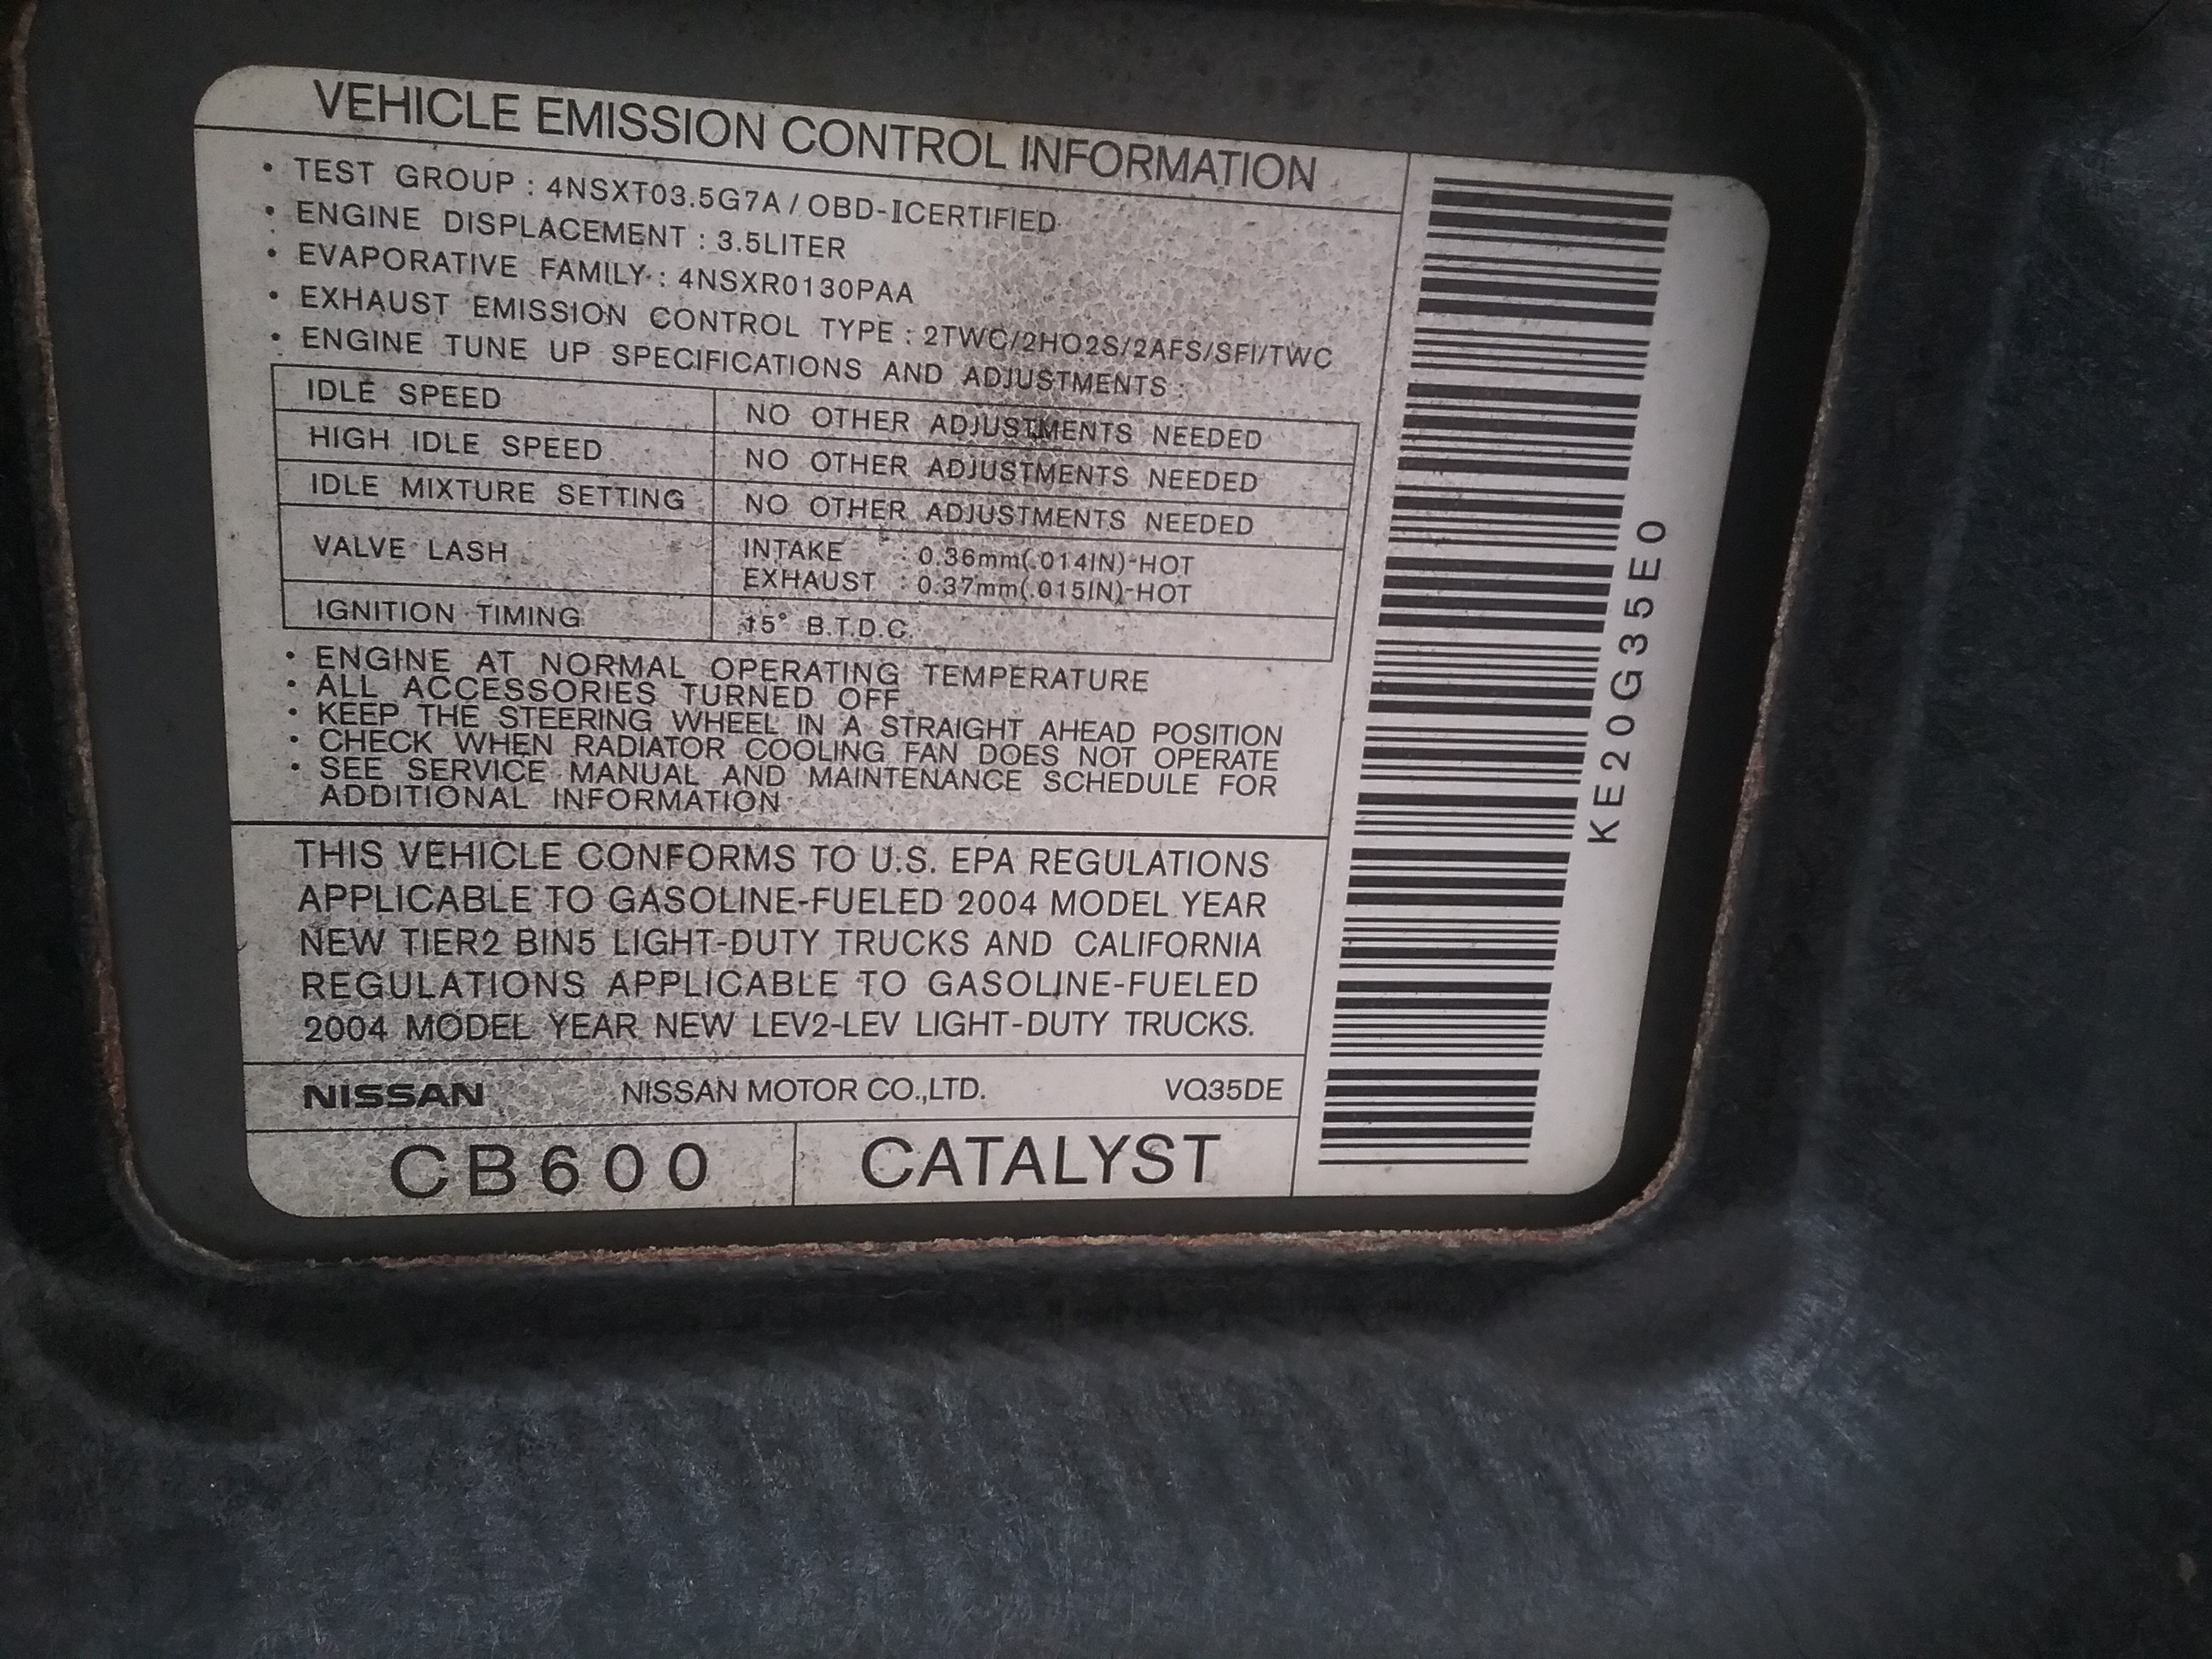 VEHICLE EMISSION CONTROL INFORMATION
• TEST GROUP : 4NSXT03.5G7A / OBD-ⅡCERTIFIED
• ENGINE DISPLACEMENT : 3.5LITER
• EVAPORATIVE FAMILY : 4NSXR0130PAA
• EXHAUST EMISSION CONTROL TYPE : 2TWC/2HO2S/2AFS/SFI/TWC
• ENGINE TUNE UP SPECIFICATIONS AND ADJUSTMENTS :
IDLE SPEED NO OTHER ADJUSTMENTS NEEDED
HIGH IDLE SPEED NO OTHER ADJUSTMENTS NEEDED
IDLE MIXTURE SETTING NO OTHER ADJUSTMENTS NEEDED
VALVE LASH INTAKE : 0.36mm(.014IN)-HOT
EXHAUST : 0.37mm(.015IN)-HOT
IGNITION TIMING 15° B.T.D.C.
• ENGINE AT NORMAL OPERATING TEMPERATURE
• ALL ACCESSORIES TURNED OFF
• KEEP THE STEERING WHEEL IN A STRAIGHT AHEAD POSITION
• CHECK WHEN RADIATOR COOLING FAN DOES NOT OPERATE
• SEE SERVICE MANUAL AND MAINTENANCE SCHEDULE FOR
ADDITIONAL INFORMATION
THIS VEHICLE CONFORMS TO U.S. EPA REGULATIONS
APPLICABLE TO GASOLINE-FUELED 2004 MODEL YEAR
NEW TIER2 BIN5 LIGHT-DUTY TRUCKS AND CALIFORNIA
REGULATIONS APPLICABLE TO GASOLINE-FUELED
2004 MODEL YEAR NEW LEV2-LEV LIGHT-DUTY TRUCKS.
NISSAN NISSAN MOTOR CO.,LTD. VQ35DE
CB600 CATALYST
KE20G35E0